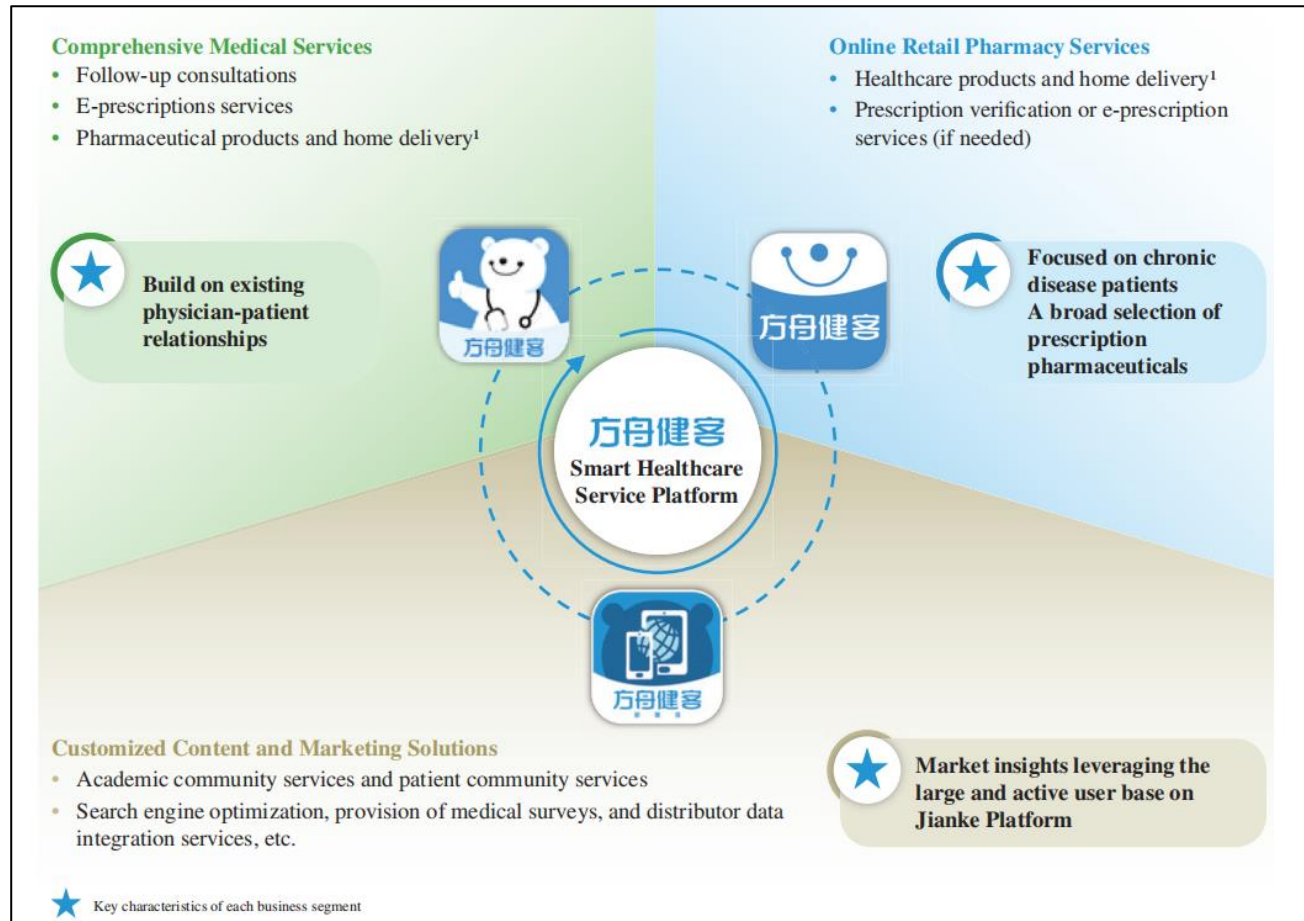 Comprehensive Medical Services
• Follow-up consultations
• E-prescriptions services
• Pharmaceutical products and home delivery¹
Online Retail Pharmacy Services
• Healthcare products and home delivery¹
• Prescription verification or e-prescription
services (if needed)
Build on existing
physician-patient
relationships
方舟健客
方舟健客
Focused on chronic
disease patients
A broad selection of
prescription
pharmaceuticals
方舟健客
Smart Healthcare
Service Platform
方舟健客
Customized Content and Marketing Solutions
• Academic community services and patient community services
• Search engine optimization, provision of medical surveys, and distributor data
integration services, etc.
Market insights leveraging the
large and active user base on
Jianke Platform
Key characteristics of each business segment